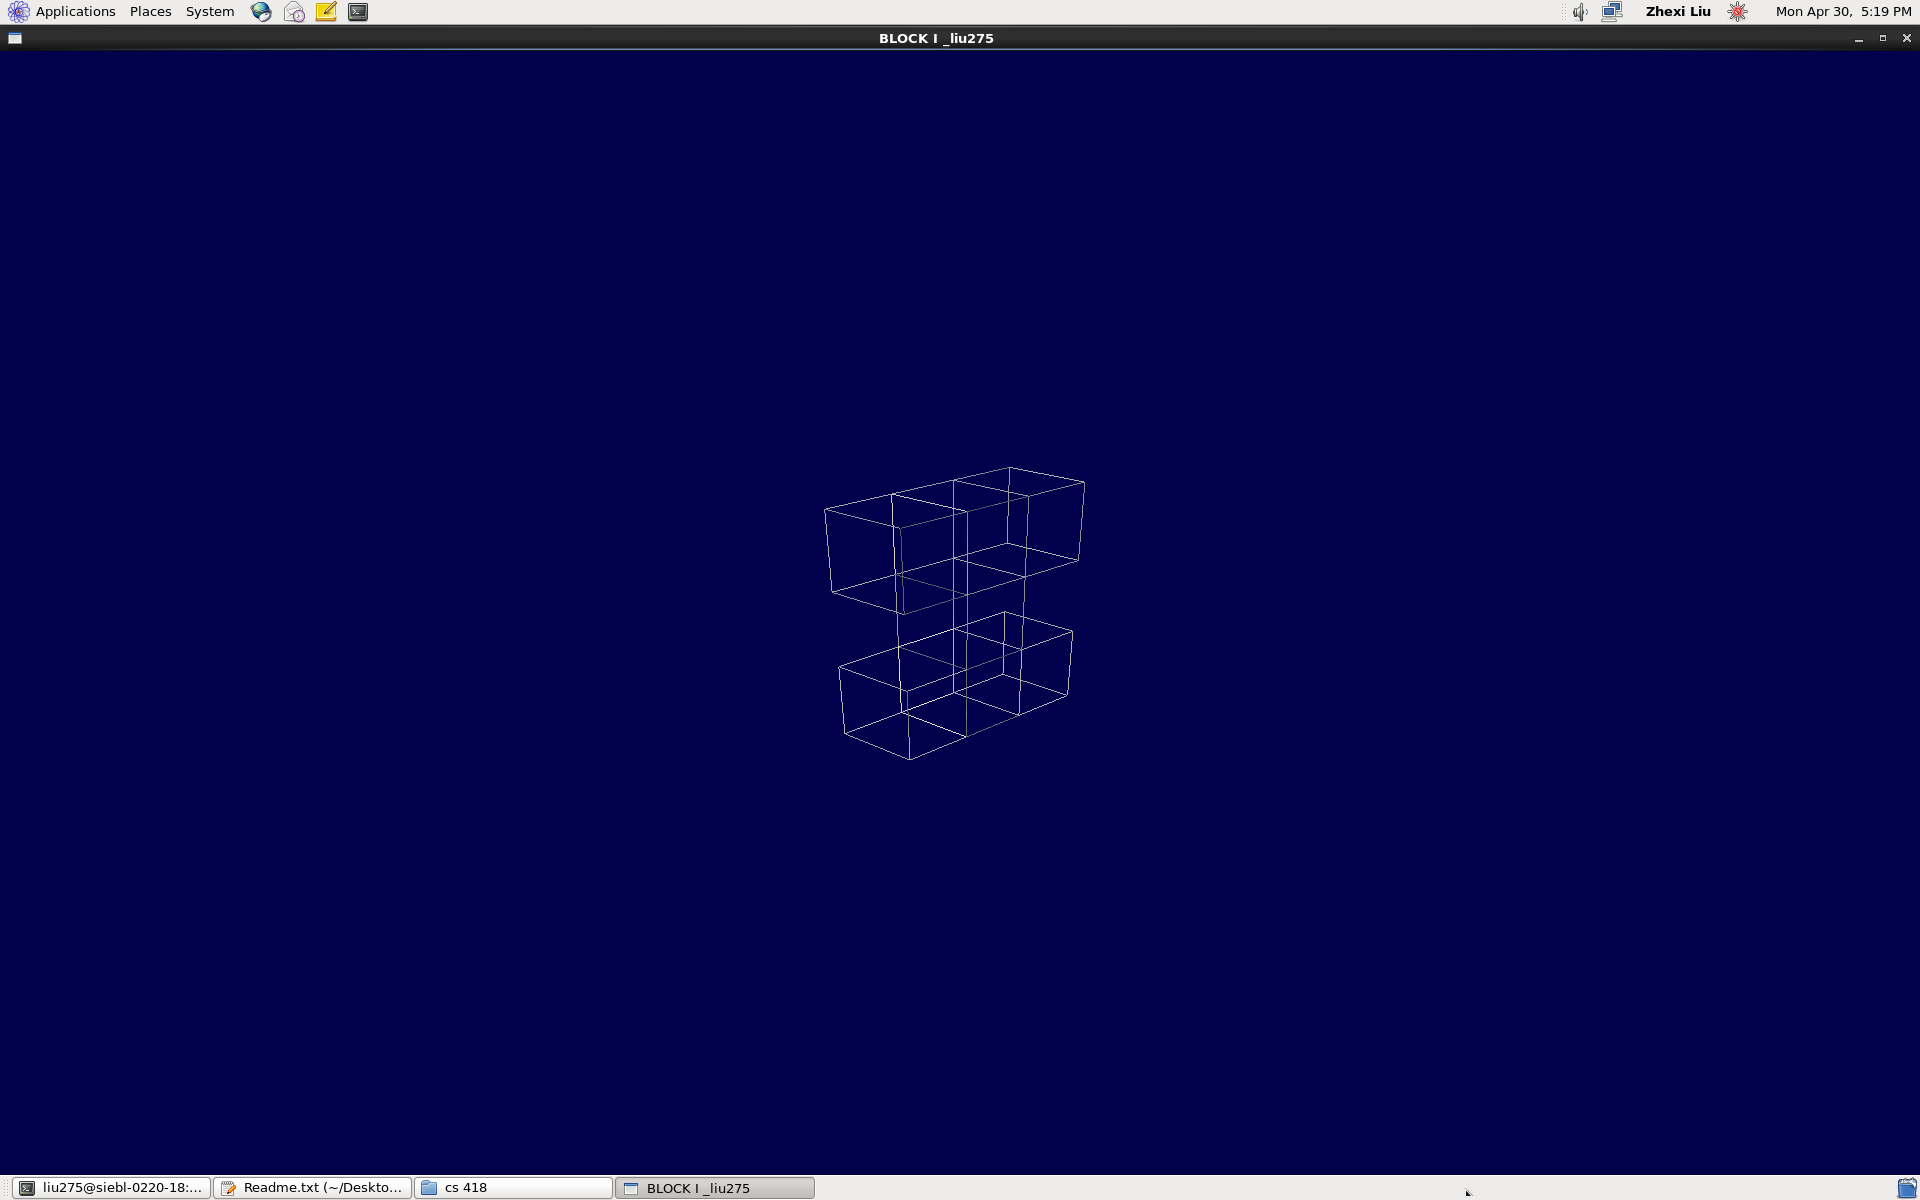 Applications Places System Zhexi Liu Mon Apr 30, 5:19 PM
BLOCK I _liu275
liu275@siebl-0220-18:... Readme.txt (~/Deskto... cs 418 BLOCK I _liu275